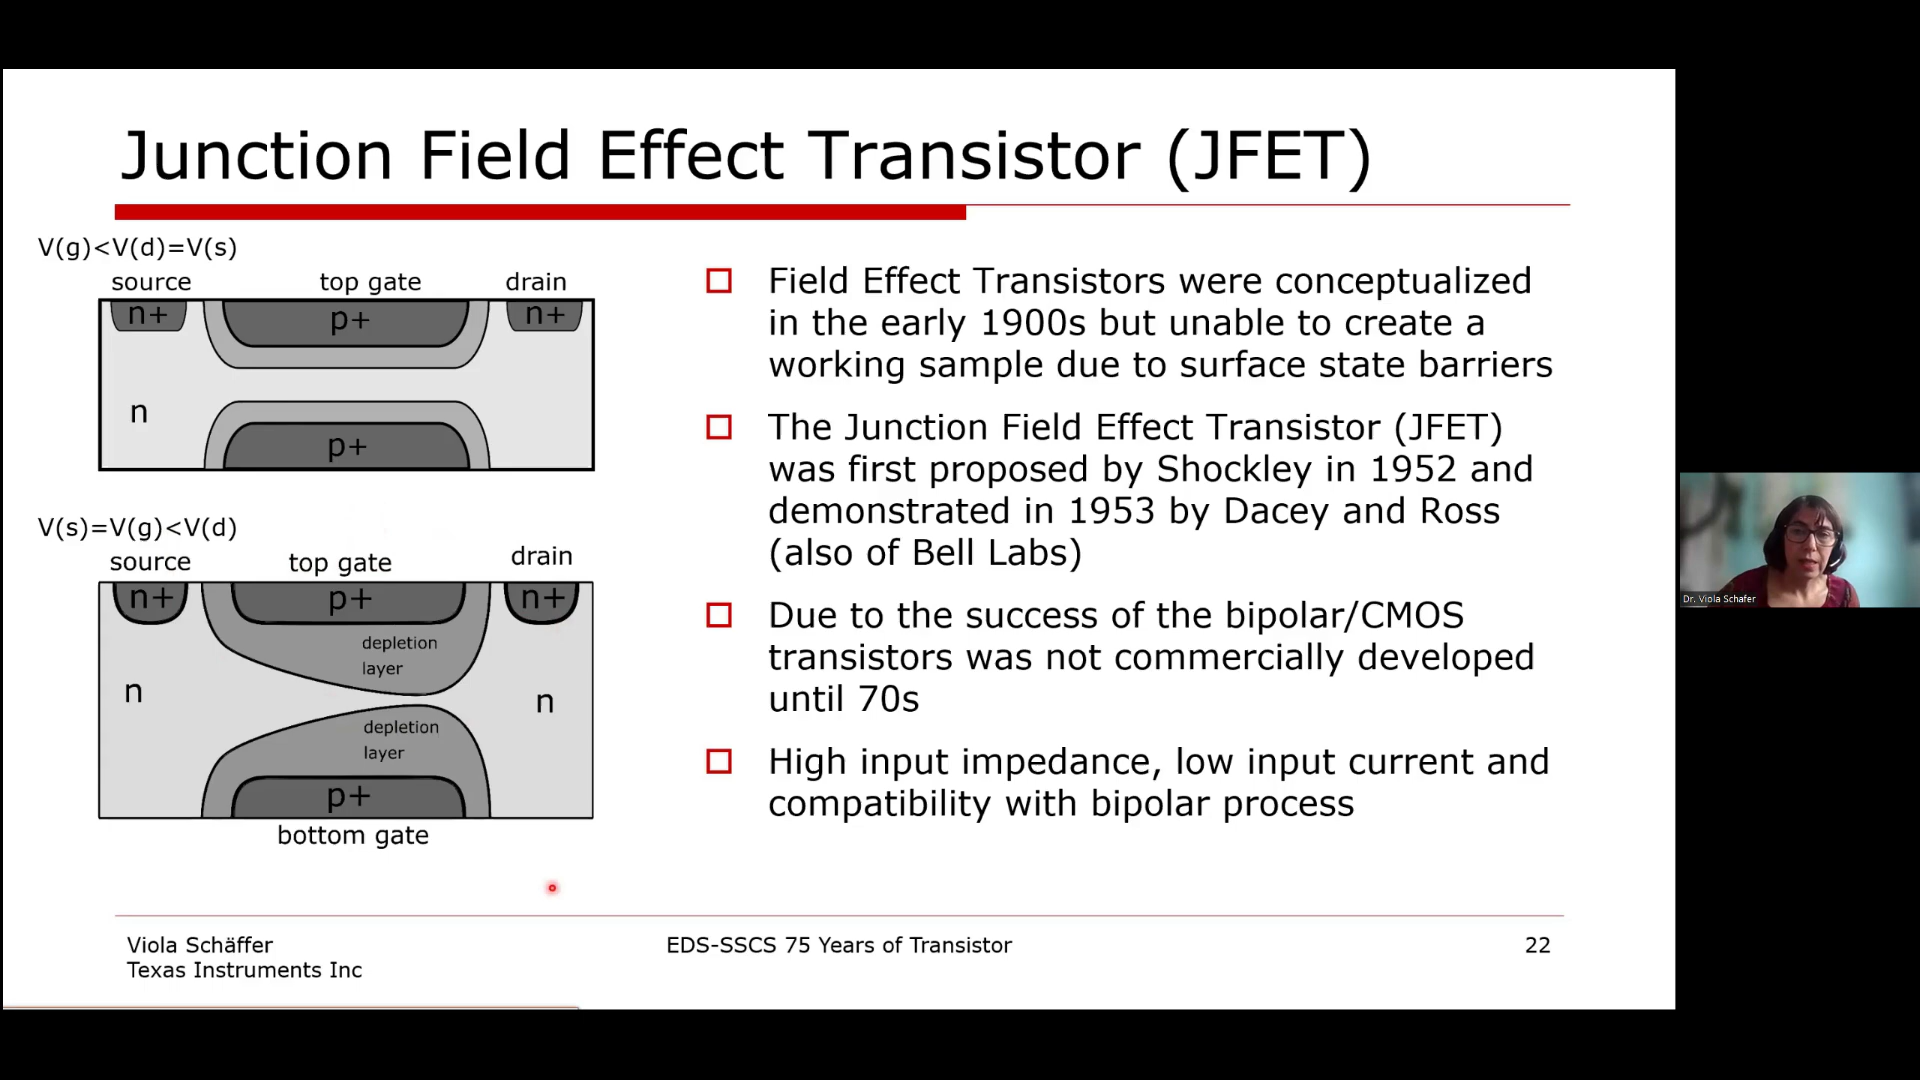 Junction Field Effect Transistor (JFET)
V(g)<V(d)=V(s)
source top gate drain
n+ p+ n+
n
p+
V(s)=V(g)<V(d)
source top gate drain
n+ p+ n+
depletion
layer
n n
depletion
layer
p+
bottom gate
Field Effect Transistors were conceptualized
in the early 1900s but unable to create a
working sample due to surface state barriers
The Junction Field Effect Transistor (JFET)
was first proposed by Shockley in 1952 and
demonstrated in 1953 by Dacey and Ross
(also of Bell Labs)
Due to the success of the bipolar/CMOS
transistors was not commercially developed
until 70s
High input impedance, low input current and
compatibility with bipolar process
Viola Schäffer
Texas Instruments Inc
EDS-SSCS 75 Years of Transistor
22
Dr. Viola Schafer